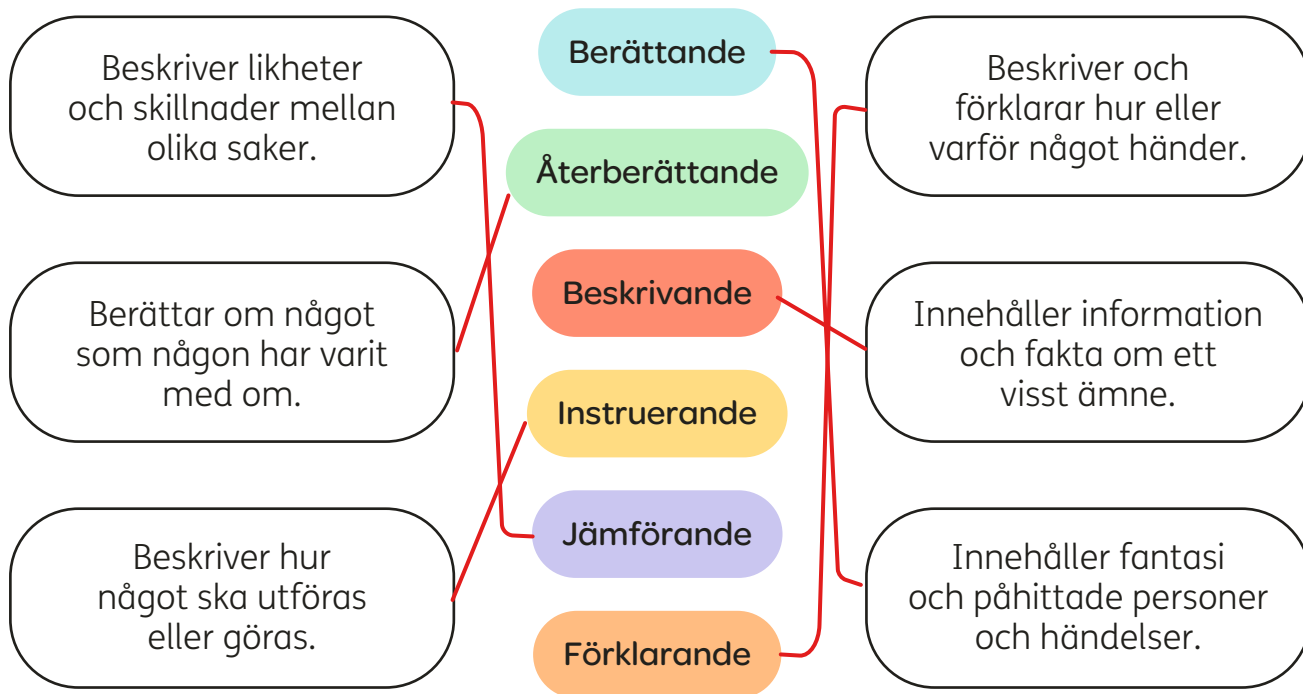 Beskriver likheter
och skillnader mellan
olika saker.
Berättar om något
som någon har varit
med om.
Beskriver hur
något ska utföras
eller göras.
Berättande
Återberättande
Beskrivande
Instruerande
Jämförande
Förklarande
Beskriver och
förklarar hur eller
varför något händer.
Innehåller information
och fakta om ett
visst ämne.
Innehåller fantasi
och påhittade personer
och händelser.